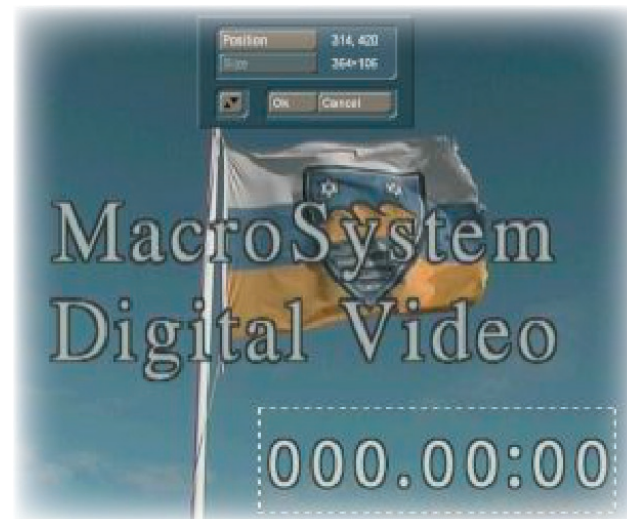 Position 314, 420
Size 364×106
Ok Cancel
MacroSystem
Digital Video
000.00:00